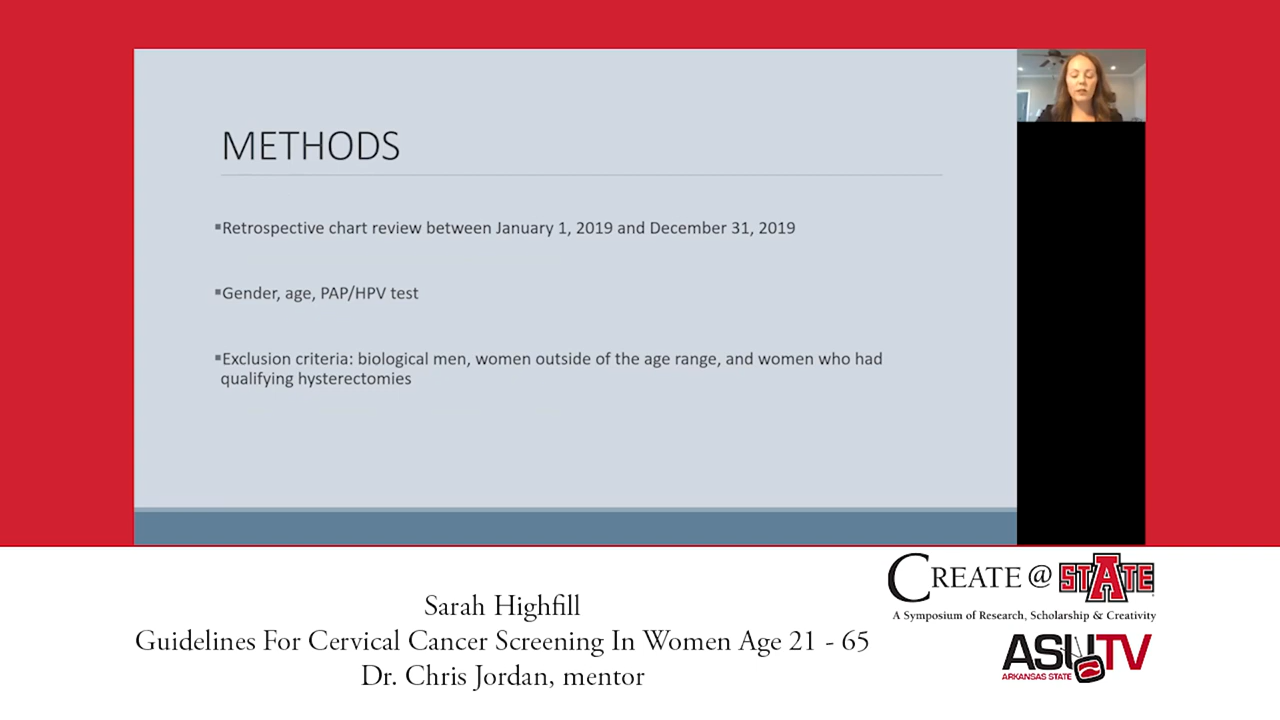 METHODS
▪Retrospective chart review between January 1, 2019 and December 31, 2019
▪Gender, age, PAP/HPV test
▪Exclusion criteria: biological men, women outside of the age range, and women who had
qualifying hysterectomies
CREATE @ STATE
A Symposium of Research, Scholarship & Creativity
Sarah Highfill
Guidelines For Cervical Cancer Screening In Women Age 21 - 65
Dr. Chris Jordan, mentor
ASUTV
ARKANSAS STATE